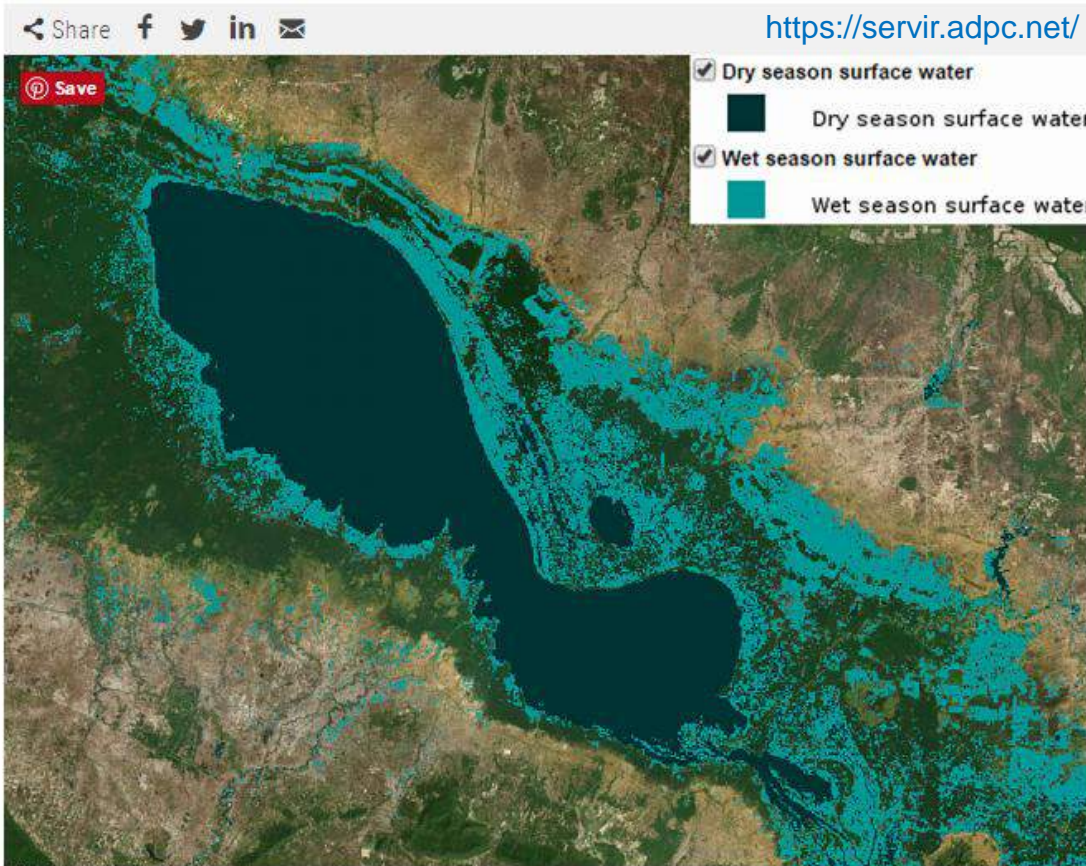 Share
https://servir.adpc.net/
Save
Dry season surface water
Dry season surface water
Wet season surface water
Wet season surface water